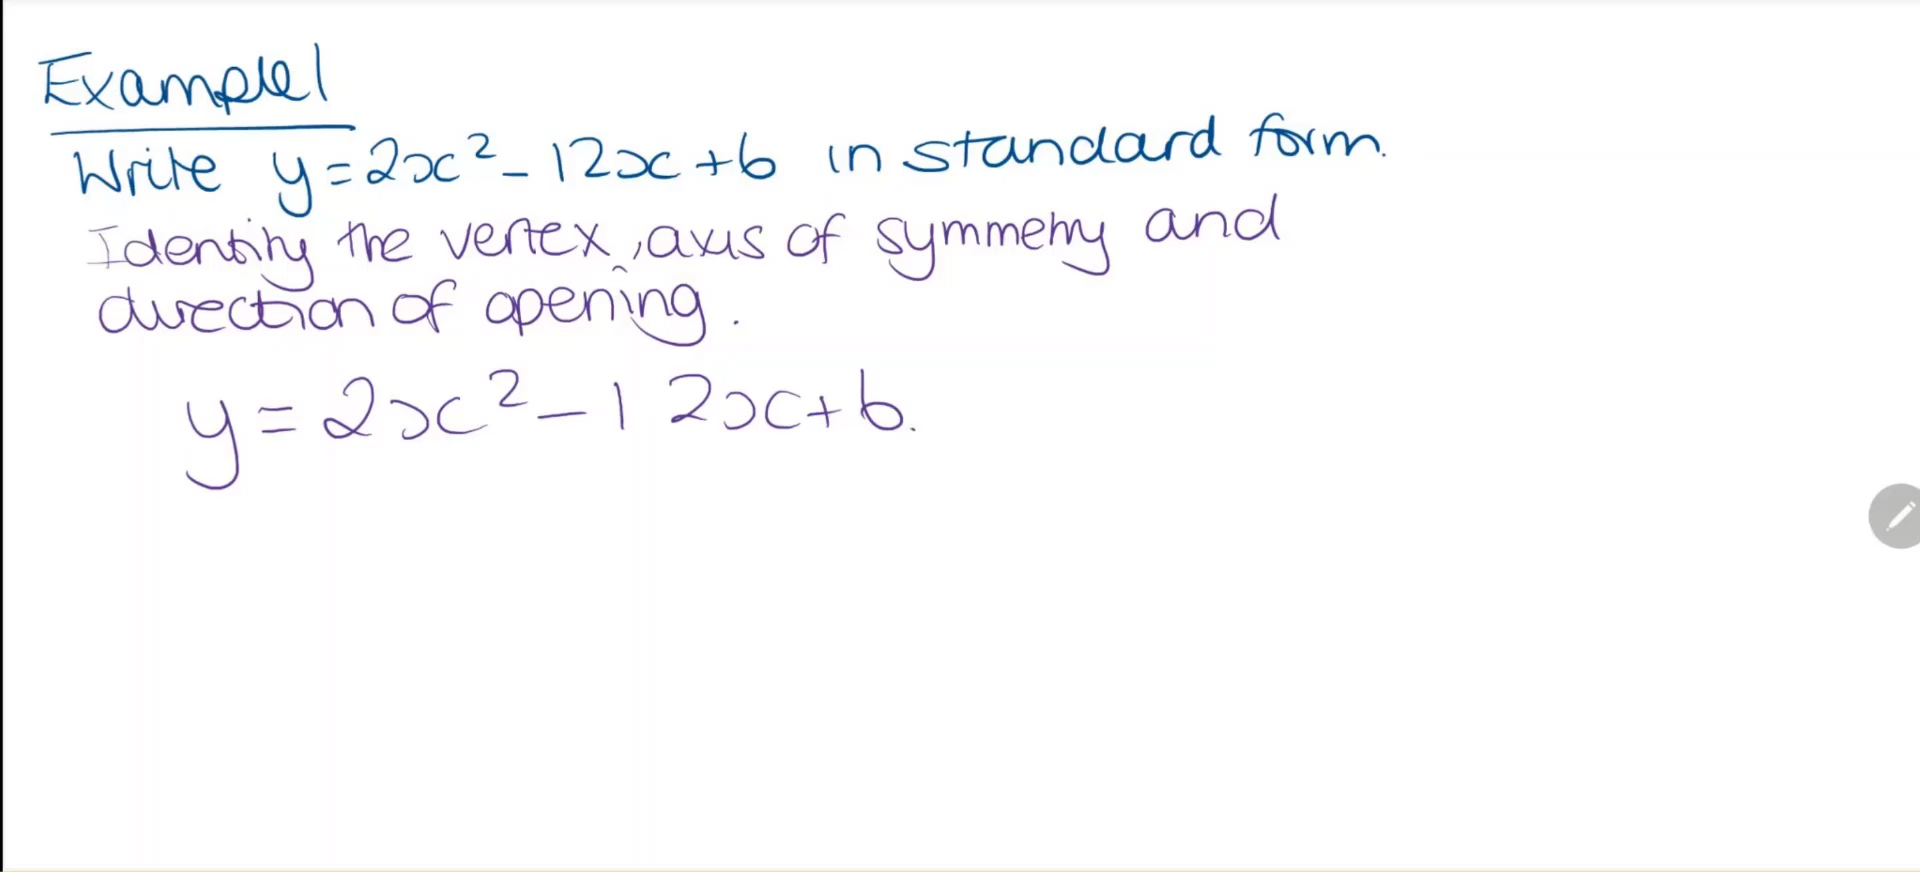 Example 1
Write y=2x²-12x+6 in standard form.
Identity the vertex, axis of symmetry and
direction of opening.
y=2x²-12x+6.